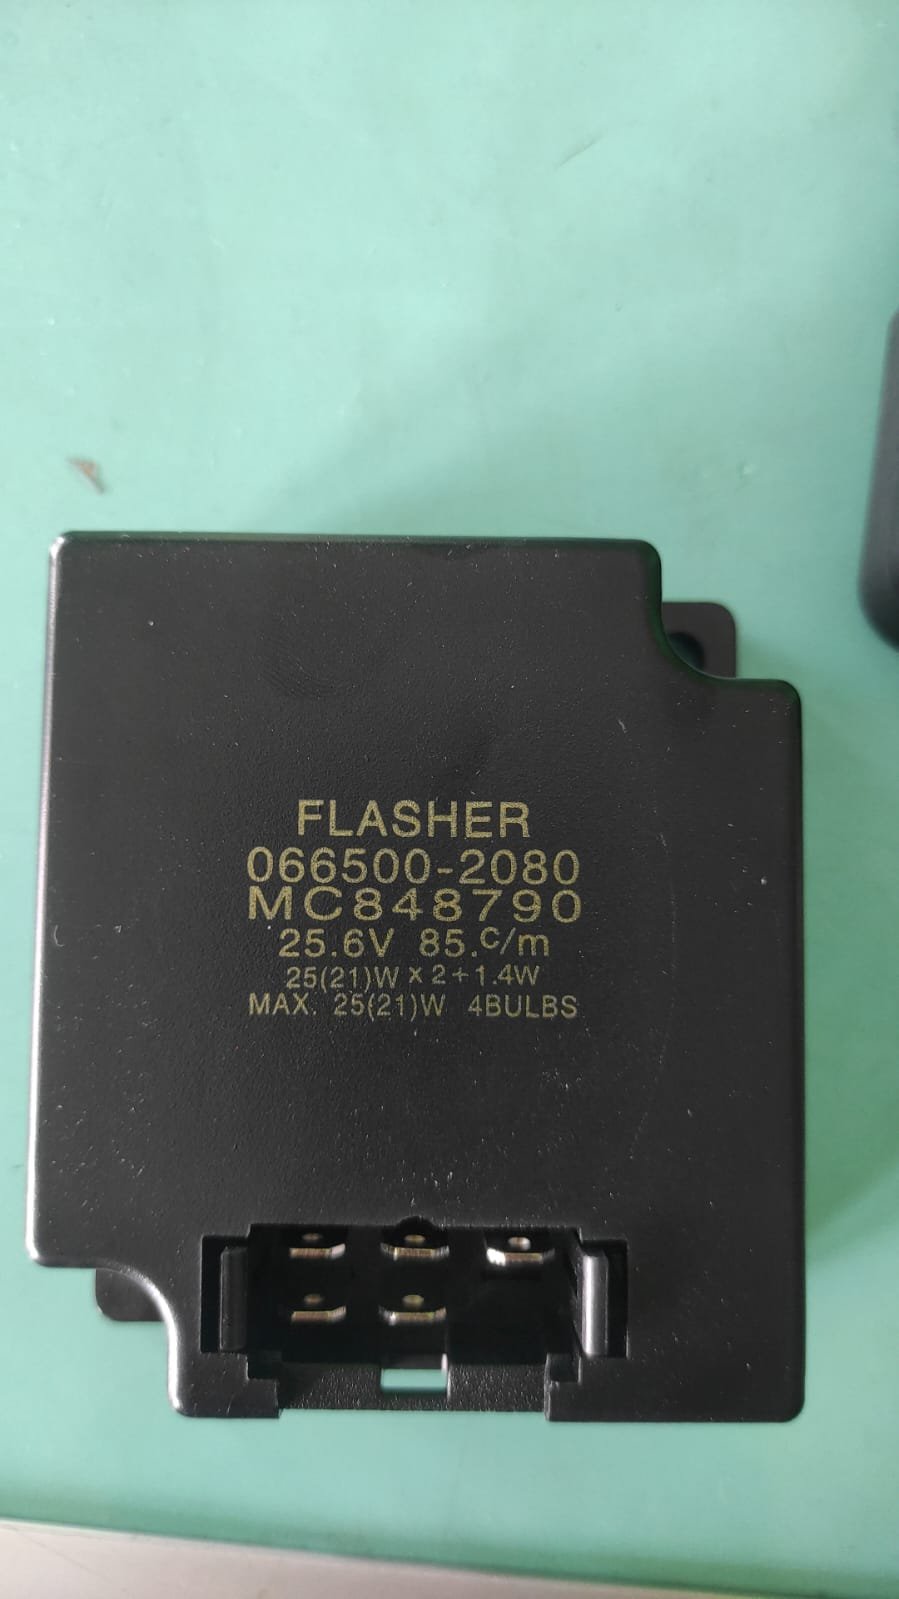 FLASHER
066500-2080
MC848790
25.6V 85.c/m
25(21)W x 2+1.4W
MAX. 25(21)W 4BULBS